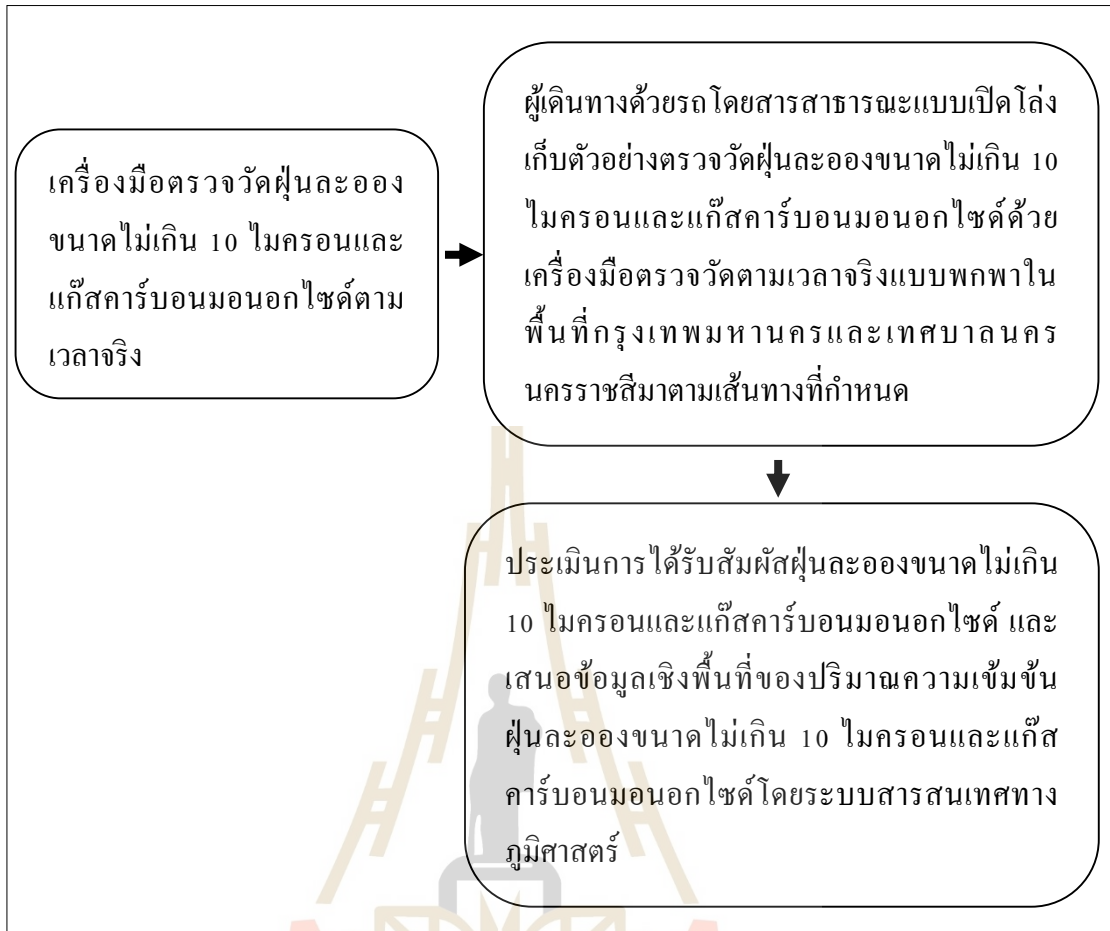 เครื่องมือตรวจวัดฝุ่นละออง
ขนาดไม่เกิน 10 ไมครอนและ
แก๊สคาร์บอนมอนอกไซด์ตาม
เวลาจริง
ผู้เดินทางด้วยรถโดยสารสาธารณะแบบเปิดโล่ง
เก็บตัวอย่างตรวจวัดฝุ่นละอองขนาดไม่เกิน 10
ไมครอนและแก๊สคาร์บอนมอนอกไซด์ด้วย
เครื่องมือตรวจวัดตามเวลาจริงแบบพกพาใน
พื้นที่กรุงเทพมหานครและเทศบาลนคร
นครราชสีมาตามเส้นทางที่กำหนด
ประเมินการได้รับสัมผัสฝุ่นละอองขนาดไม่เกิน
10 ไมครอนและแก๊สคาร์บอนมอนอกไซด์ และ
เสนอข้อมูลเชิงพื้นที่ของปริมาณความเข้มข้น
ฝุ่นละอองขนาดไม่เกิน 10 ไมครอนและแก๊ส
คาร์บอนมอนอกไซด์โดยระบบสารสนเทศทาง
ภูมิศาสตร์